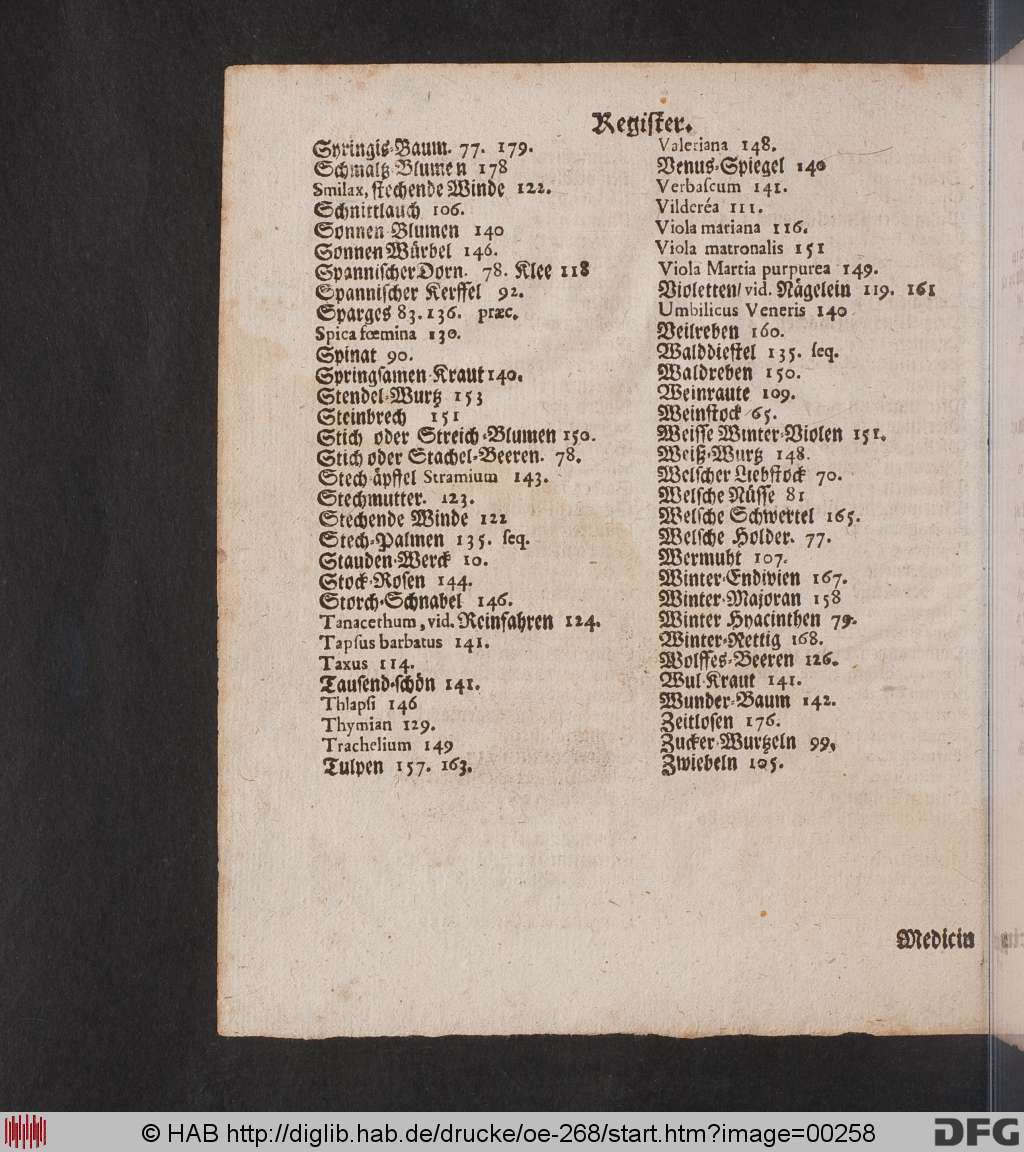 Register.
Syringis-Baum. 77. 179.
Schmaltz-Blumen 178
Smilax, stechende Winde 122.
Schnittlauch 106.
Sonnen-Blumen 140
Sonnen Würbel 146.
Spannischer Dorn. 78. Klee 118
Spannischer Kerffel 92.
Sparges 83. 136. præc.
Spica fœmina 130.
Spinat 90.
Springsamen-Kraut 140.
Stendel-Wurtz 153
Steinbrech 151
Stich oder Streich-Blumen 150.
Stich oder Stachel-Beeren. 78.
Stech-äpffel Stramium 143.
Stechmutter. 123.
Stechende Winde 122
Stech-Palmen 135. seq.
Stauden-Werck 10.
Stock-Rosen 144.
Storch-Schnabel 146.
Tanacethum, vid. Reinfahren 124.
Tapsus barbatus 141.
Taxus 114.
Tausend-schön 141.
Thlapsi 146
Thymian 129.
Trachelium 149
Tulpen 157. 163.
Valeriana 148.
Venus-Spiegel 140
Verbascum 141.
Vilderéa 111.
Viola mariana 116.
Viola matronalis 151
Viola Martia purpurea 149.
Violetten/ vid. Nägelein 119. 161
Umbilicus Veneris 140
Veilreben 160.
Walddiestel 135. seq.
Waldreben 150.
Weinraute 109.
Weinstock 65.
Weisse Winter-Violen 151.
Weiß-Wurtz 148.
Welscher Liebstock 70.
Welsche Nüsse 81
Welsche Schwertel 165.
Welsche Holder. 77.
Wermuht 107.
Winter-Endivien 167.
Winter-Majoran 158
Winter Hyacinthen 79.
Winter-Rettig 168.
Wolffes-Beeren 126.
Wul-Kraut 141.
Wunder-Baum 142.
Zeitlosen 176.
Zucker-Wurtzeln 99.
Zwiebeln 105.
Medicin
© HAB http://diglib.hab.de/drucke/oe-268/start.htm?image=00258
DFG